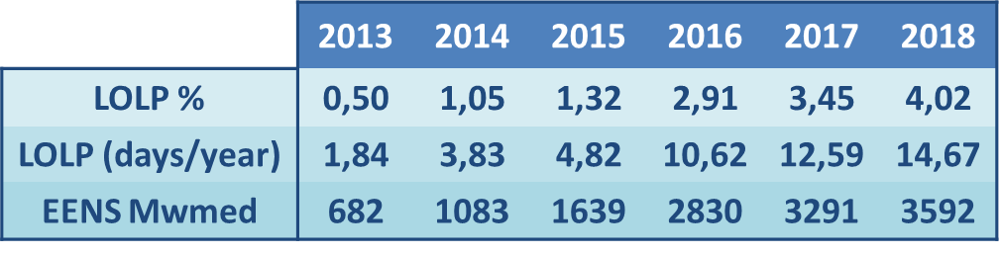 2013 2014 2015 2016 2017 2018
LOLP % 0,50 1,05 1,32 2,91 3,45 4,02
LOLP (days/year) 1,84 3,83 4,82 10,62 12,59 14,67
EENS Mwmed 682 1083 1639 2830 3291 3592